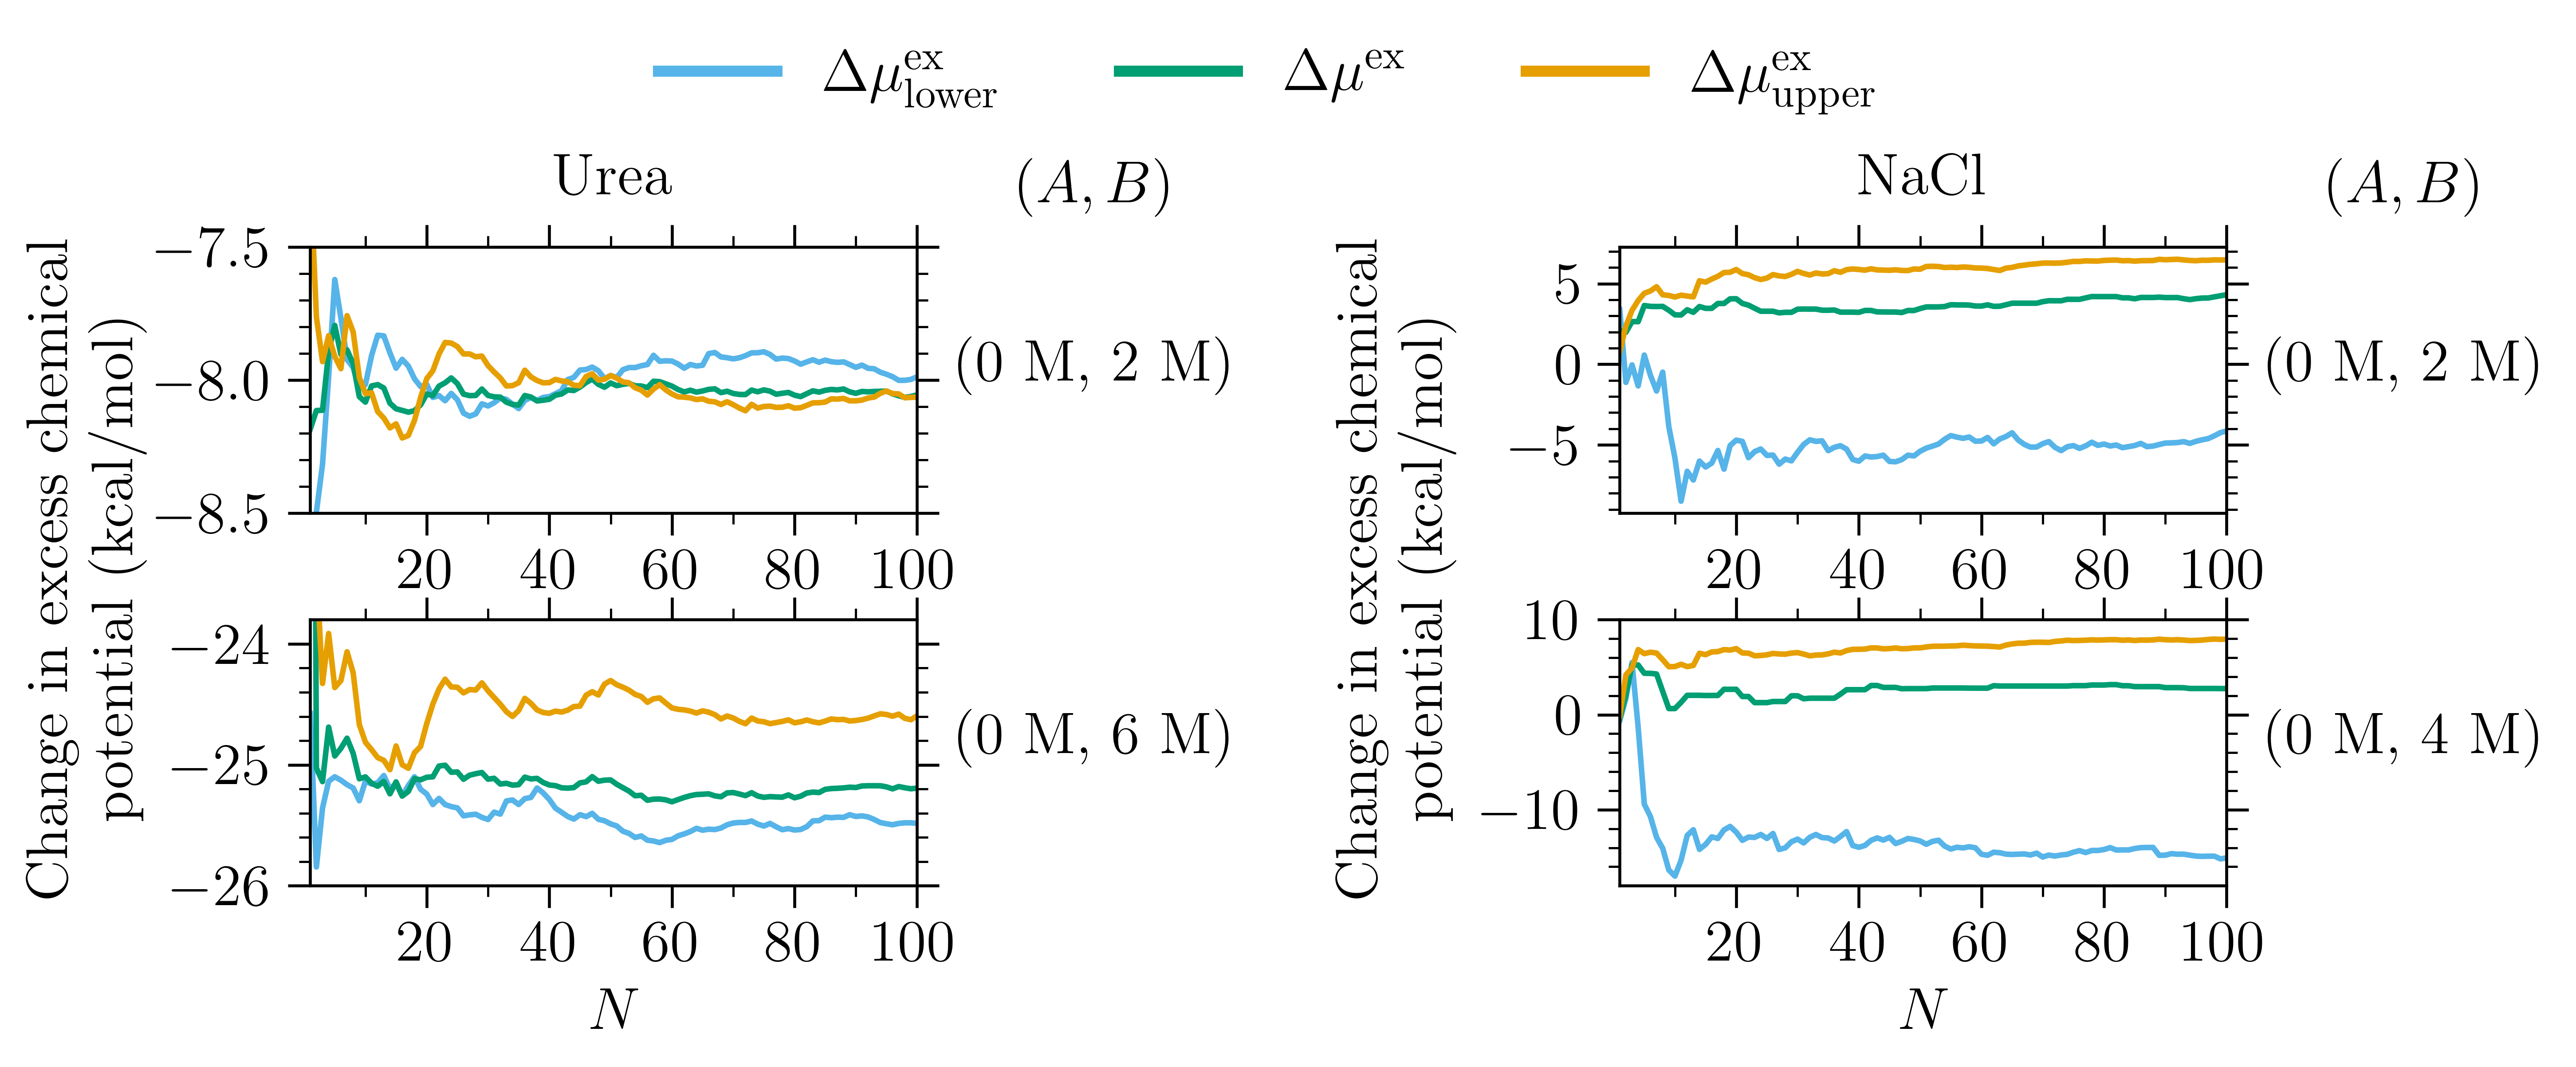 Δμ^ex_lower Δμ^ex Δμ^ex_upper
Urea (A, B)
NaCl (A, B)
Change in excess chemical
potential (kcal/mol)
−7.5
−8.0
−8.5
20 40 60 80 100
(0 M, 2 M)
−24
−25
−26
20 40 60 80 100
(0 M, 6 M)
N
Change in excess chemical
potential (kcal/mol)
5
0
−5
20 40 60 80 100
(0 M, 2 M)
10
0
−10
20 40 60 80 100
(0 M, 4 M)
N